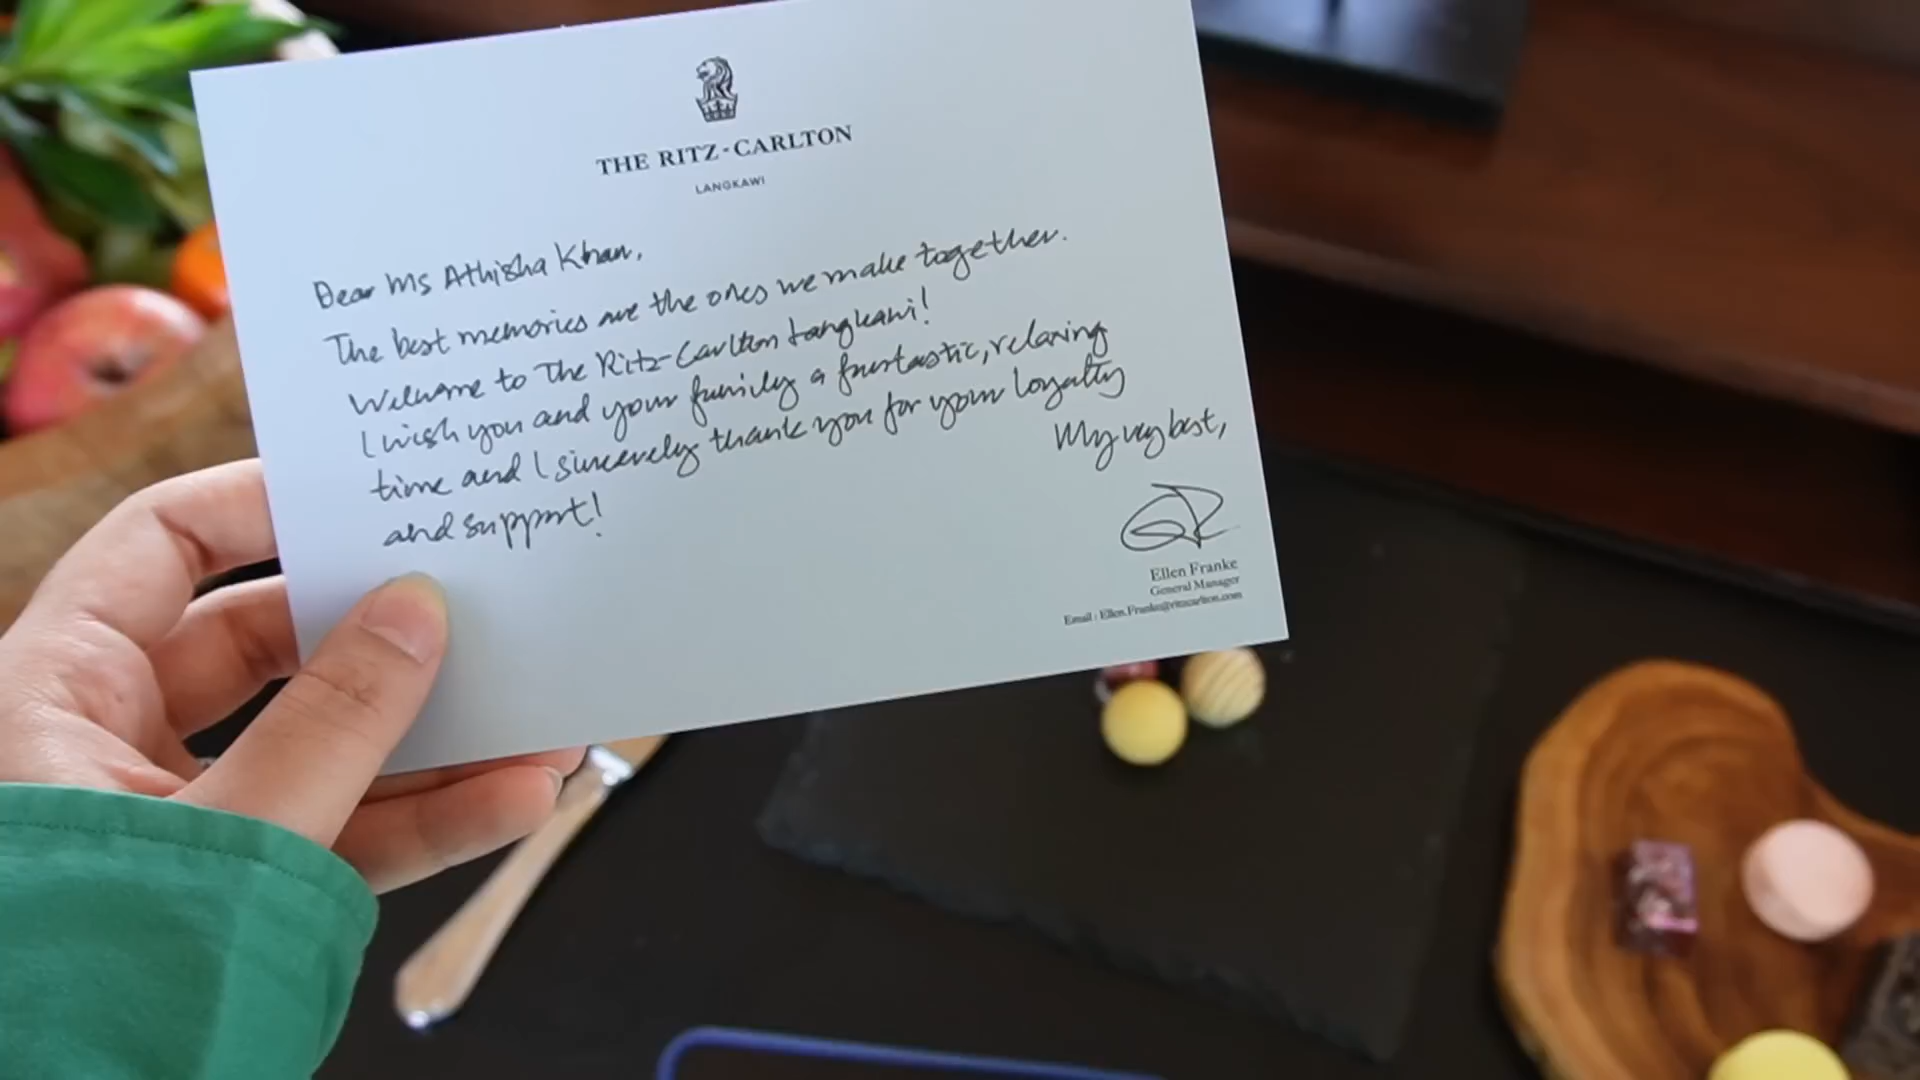 THE RITZ-CARLTON
LANGKAWI
Dear Ms Athisha Khan,
The best memories are the ones we make together.
Welcome to The Ritz-Carlton Langkawi!
I wish you and your family a funtastic, relaxing
time and I sincerely thank you for your loyalty
and support!
My very best,
Ellen Franke
General Manager
Email : Ellen.Franke@ritzcarlton.com